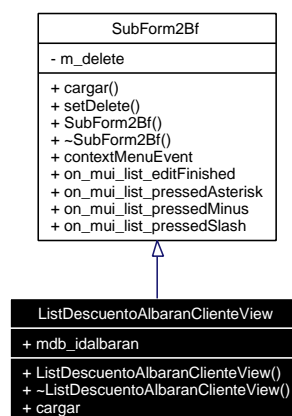 SubForm2Bf
- m_delete
+ cargar()
+ setDelete()
+ SubForm2Bf()
+ ~SubForm2Bf()
+ contextMenuEvent
+ on_mui_list_editFinished
+ on_mui_list_pressedAsterisk
+ on_mui_list_pressedMinus
+ on_mui_list_pressedSlash
ListDescuentoAlbaranClienteView
+ mdb_idalbaran
+ ListDescuentoAlbaranClienteView()
+ ~ListDescuentoAlbaranClienteView()
+ cargar